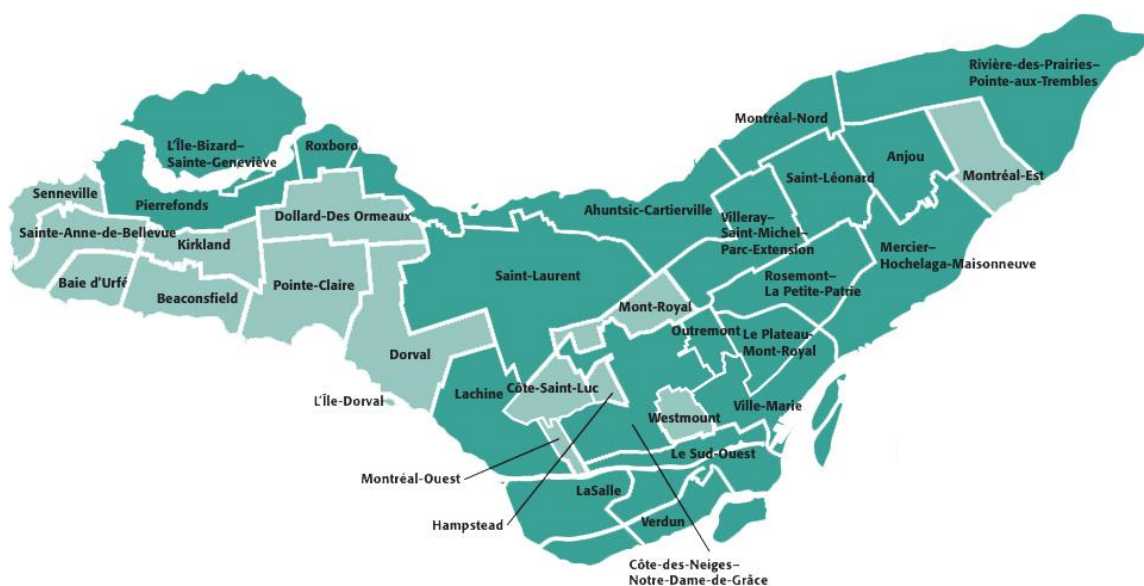 Rivière-des-Prairies–
Pointe-aux-Trembles
Montréal-Nord
L'Île-Bizard–
Sainte-Geneviève
Roxboro
Anjou
Saint-Léonard
Montréal-Est
Senneville
Pierrefonds
Dollard-Des Ormeaux
Ahuntsic-Cartierville
Villeray–
Saint-Michel–
Parc-Extension
Sainte-Anne-de-Bellevue
Kirkland
Mercier–
Hochelaga-Maisonneuve
Saint-Laurent
Baie d'Urfé
Beaconsfield
Pointe-Claire
Rosemont–
La Petite-Patrie
Mont-Royal
Outremont
Le Plateau-
Mont-Royal
Dorval
Lachine
Côte-Saint-Luc
L'Île-Dorval
Ville-Marie
Westmount
Le Sud-Ouest
Montréal-Ouest
LaSalle
Hampstead
Verdun
Côte-des-Neiges–
Notre-Dame-de-Grâce